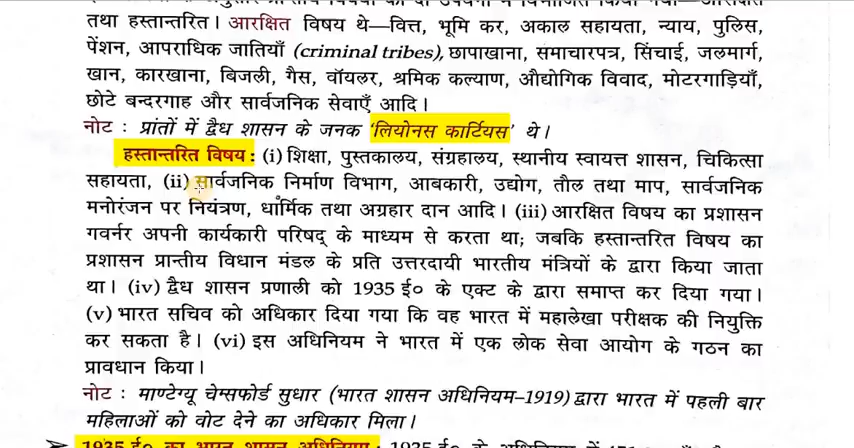 तथा हस्तान्तरित। आरक्षित विषय थे—वित्त, भूमि कर, अकाल सहायता, न्याय, पुलिस,
पेंशन, आपराधिक जातियाँ (criminal tribes), छापाखाना, समाचारपत्र, सिंचाई, जलमार्ग,
खान, कारखाना, बिजली, गैस, वॉयलर, श्रमिक कल्याण, औद्योगिक विवाद, मोटरगाड़ियाँ,
छोटे बन्दरगाह और सार्वजनिक सेवाएँ आदि।
नोट : प्रांतों में द्वैध शासन के जनक 'लियोनस कार्टियस' थे।
हस्तान्तरित विषय : (i) शिक्षा, पुस्तकालय, संग्रहालय, स्थानीय स्वायत्त शासन, चिकित्सा
सहायता, (ii) सार्वजनिक निर्माण विभाग, आबकारी, उद्योग, तौल तथा माप, सार्वजनिक
मनोरंजन पर नियंत्रण, धार्मिक तथा अग्रहार दान आदि। (iii) आरक्षित विषय का प्रशासन
गवर्नर अपनी कार्यकारी परिषद् के माध्यम से करता था; जबकि हस्तान्तरित विषय का
प्रशासन प्रान्तीय विधान मंडल के प्रति उत्तरदायी भारतीय मंत्रियों के द्वारा किया जाता
था। (iv) द्वैध शासन प्रणाली को 1935 ई० के एक्ट के द्वारा समाप्त कर दिया गया।
(v) भारत सचिव को अधिकार दिया गया कि वह भारत में महालेखा परीक्षक की नियुक्ति
कर सकता है। (vi) इस अधिनियम ने भारत में एक लोक सेवा आयोग के गठन का
प्रावधान किया।
नोट : माण्टेग्यू चेम्सफोर्ड सुधार (भारत शासन अधिनियम–1919) द्वारा भारत में पहली बार
महिलाओं को वोट देने का अधिकार मिला।
1935 ई० का भारत शासन अधिनियम : 1935 ई० के अधिनियम में